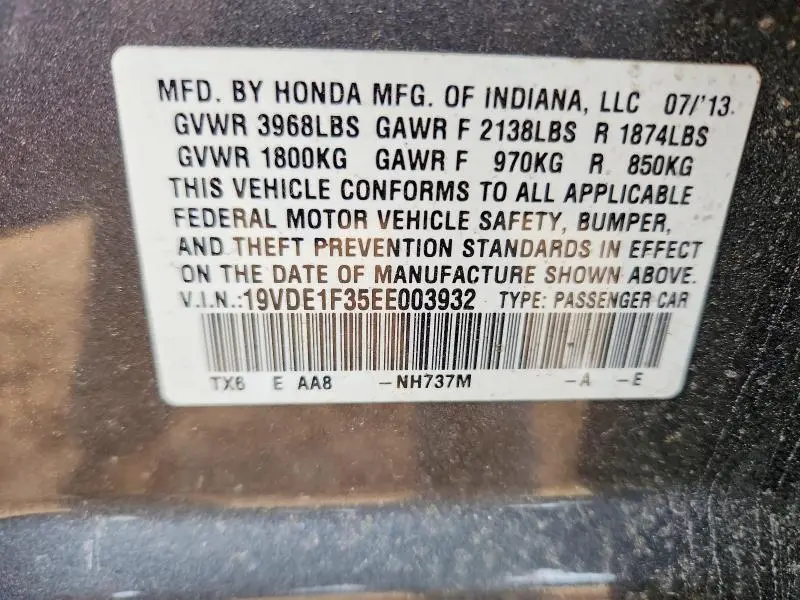 MFD. BY HONDA MFG. OF INDIANA, LLC 07/'13
GVWR 3968LBS GAWR F 2138LBS R 1874LBS
GVWR 1800KG GAWR F 970KG R 850KG
THIS VEHICLE CONFORMS TO ALL APPLICABLE
FEDERAL MOTOR VEHICLE SAFETY, BUMPER,
AND THEFT PREVENTION STANDARDS IN EFFECT
ON THE DATE OF MANUFACTURE SHOWN ABOVE.
V.I.N.:19VDE1F35EE003932 TYPE: PASSENGER CAR
TX6 E AA8 -NH737M -A -E